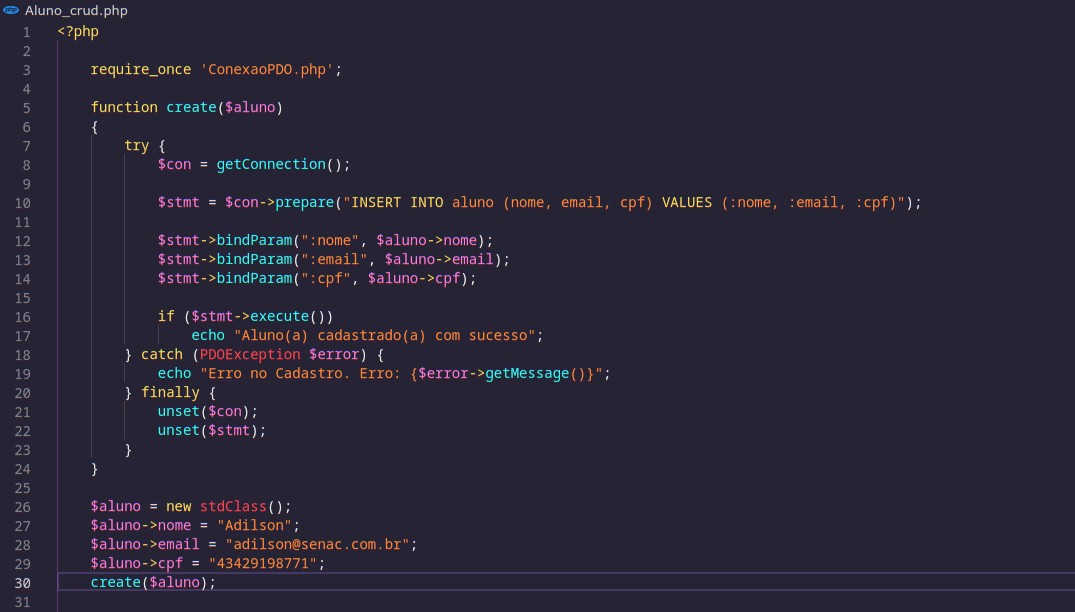 php Aluno_crud.php
1 <?php
2
3 require_once 'ConexaoPDO.php';
4
5 function create($aluno)
6 {
7 try {
8 $con = getConnection();
9
10 $stmt = $con->prepare("INSERT INTO aluno (nome, email, cpf) VALUES (:nome, :email, :cpf)");
11
12 $stmt->bindParam(":nome", $aluno->nome);
13 $stmt->bindParam(":email", $aluno->email);
14 $stmt->bindParam(":cpf", $aluno->cpf);
15
16 if ($stmt->execute())
17 echo "Aluno(a) cadastrado(a) com sucesso";
18 } catch (PDOException $error) {
19 echo "Erro no Cadastro. Erro: {$error->getMessage()}";
20 } finally {
21 unset($con);
22 unset($stmt);
23 }
24 }
25
26 $aluno = new stdClass();
27 $aluno->nome = "Adilson";
28 $aluno->email = "adilson@senac.com.br";
29 $aluno->cpf = "43429198771";
30 create($aluno);
31